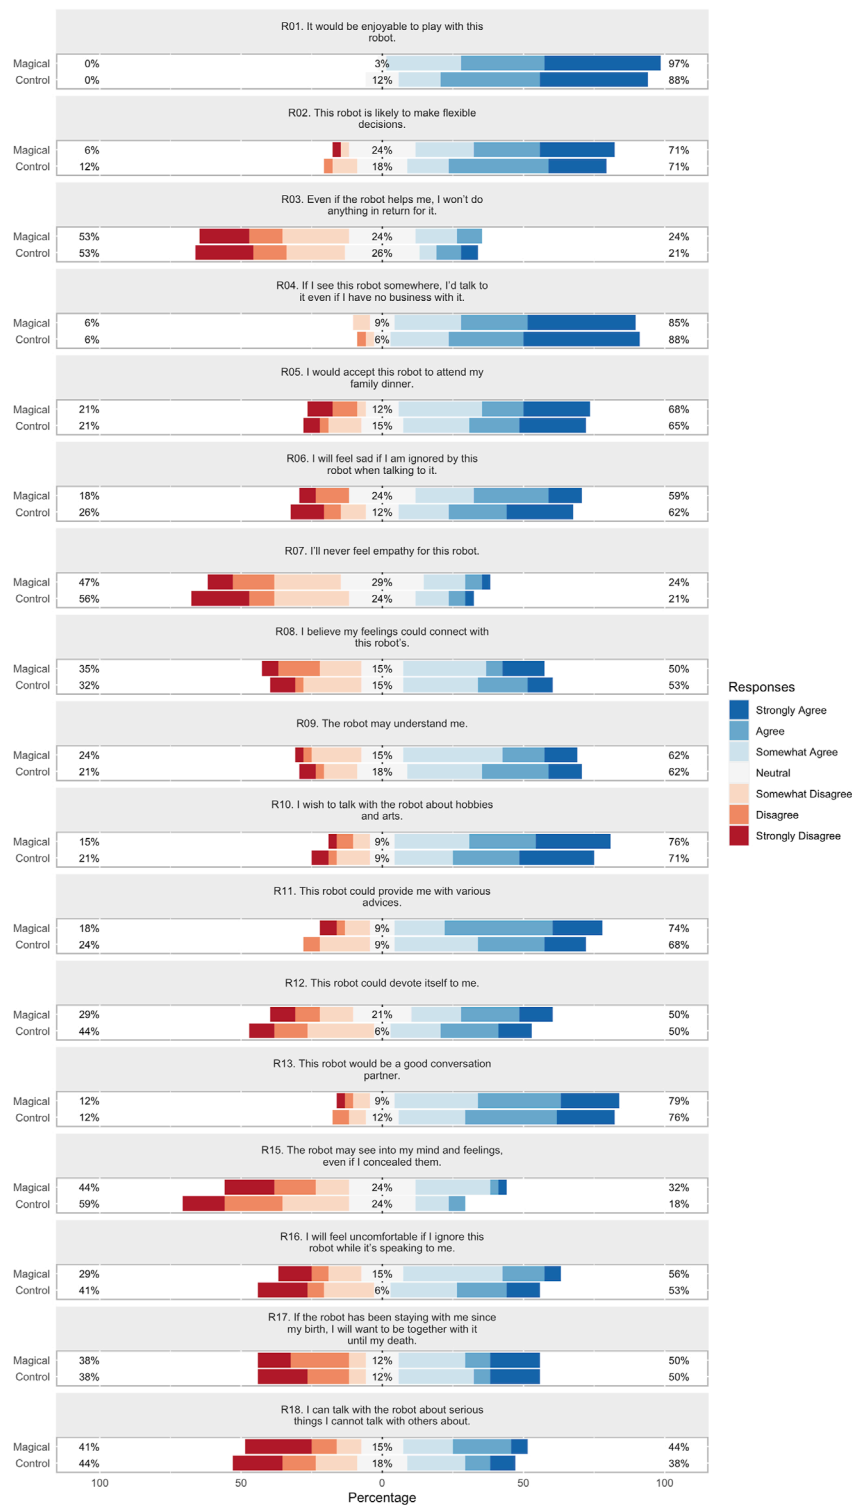 R01. It would be enjoyable to play with this
robot.
Magical 0% 3% 97%
Control 0% 12% 88%
R02. This robot is likely to make flexible
decisions.
Magical 6% 24% 71%
Control 12% 18% 71%
R03. Even if the robot helps me, I won't do
anything in return for it.
Magical 53% 24% 24%
Control 53% 26% 21%
R04. If I see this robot somewhere, I'd talk to
it even if I have no business with it.
Magical 6% 9% 85%
Control 6% 6% 88%
R05. I would accept this robot to attend my
family dinner.
Magical 21% 12% 68%
Control 21% 15% 65%
R06. I will feel sad if I am ignored by this
robot when talking to it.
Magical 18% 24% 59%
Control 26% 12% 62%
R07. I'll never feel empathy for this robot.
Magical 47% 29% 24%
Control 56% 24% 21%
R08. I believe my feelings could connect with
this robot's.
Magical 35% 15% 50%
Control 32% 15% 53%
R09. The robot may understand me.
Magical 24% 15% 62%
Control 21% 18% 62%
R10. I wish to talk with the robot about hobbies
and arts.
Magical 15% 9% 76%
Control 21% 9% 71%
R11. This robot could provide me with various
advices.
Magical 18% 9% 74%
Control 24% 9% 68%
R12. This robot could devote itself to me.
Magical 29% 21% 50%
Control 44% 6% 50%
R13. This robot would be a good conversation
partner.
Magical 12% 9% 79%
Control 12% 12% 76%
R15. The robot may see into my mind and feelings,
even if I concealed them.
Magical 44% 24% 32%
Control 59% 24% 18%
R16. I will feel uncomfortable if I ignore this
robot while it's speaking to me.
Magical 29% 15% 56%
Control 41% 6% 53%
R17. If the robot has been staying with me since
my birth, I will want to be together with it
until my death.
Magical 38% 12% 50%
Control 38% 12% 50%
R18. I can talk with the robot about serious
things I cannot talk with others about.
Magical 41% 15% 44%
Control 44% 18% 38%
100 50 0 50 100
Percentage
Responses
Strongly Agree
Agree
Somewhat Agree
Neutral
Somewhat Disagree
Disagree
Strongly Disagree